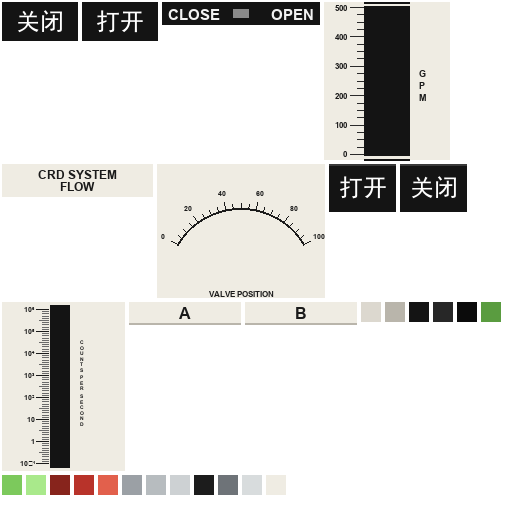 关闭
打开
CLOSE OPEN
500
400
300
200
100
0
GPM
CRD SYSTEM
FLOW
0 20 40 60 80 100
VALVE POSITION
打开
关闭
10
1
COUNTS PER SECOND
A
B